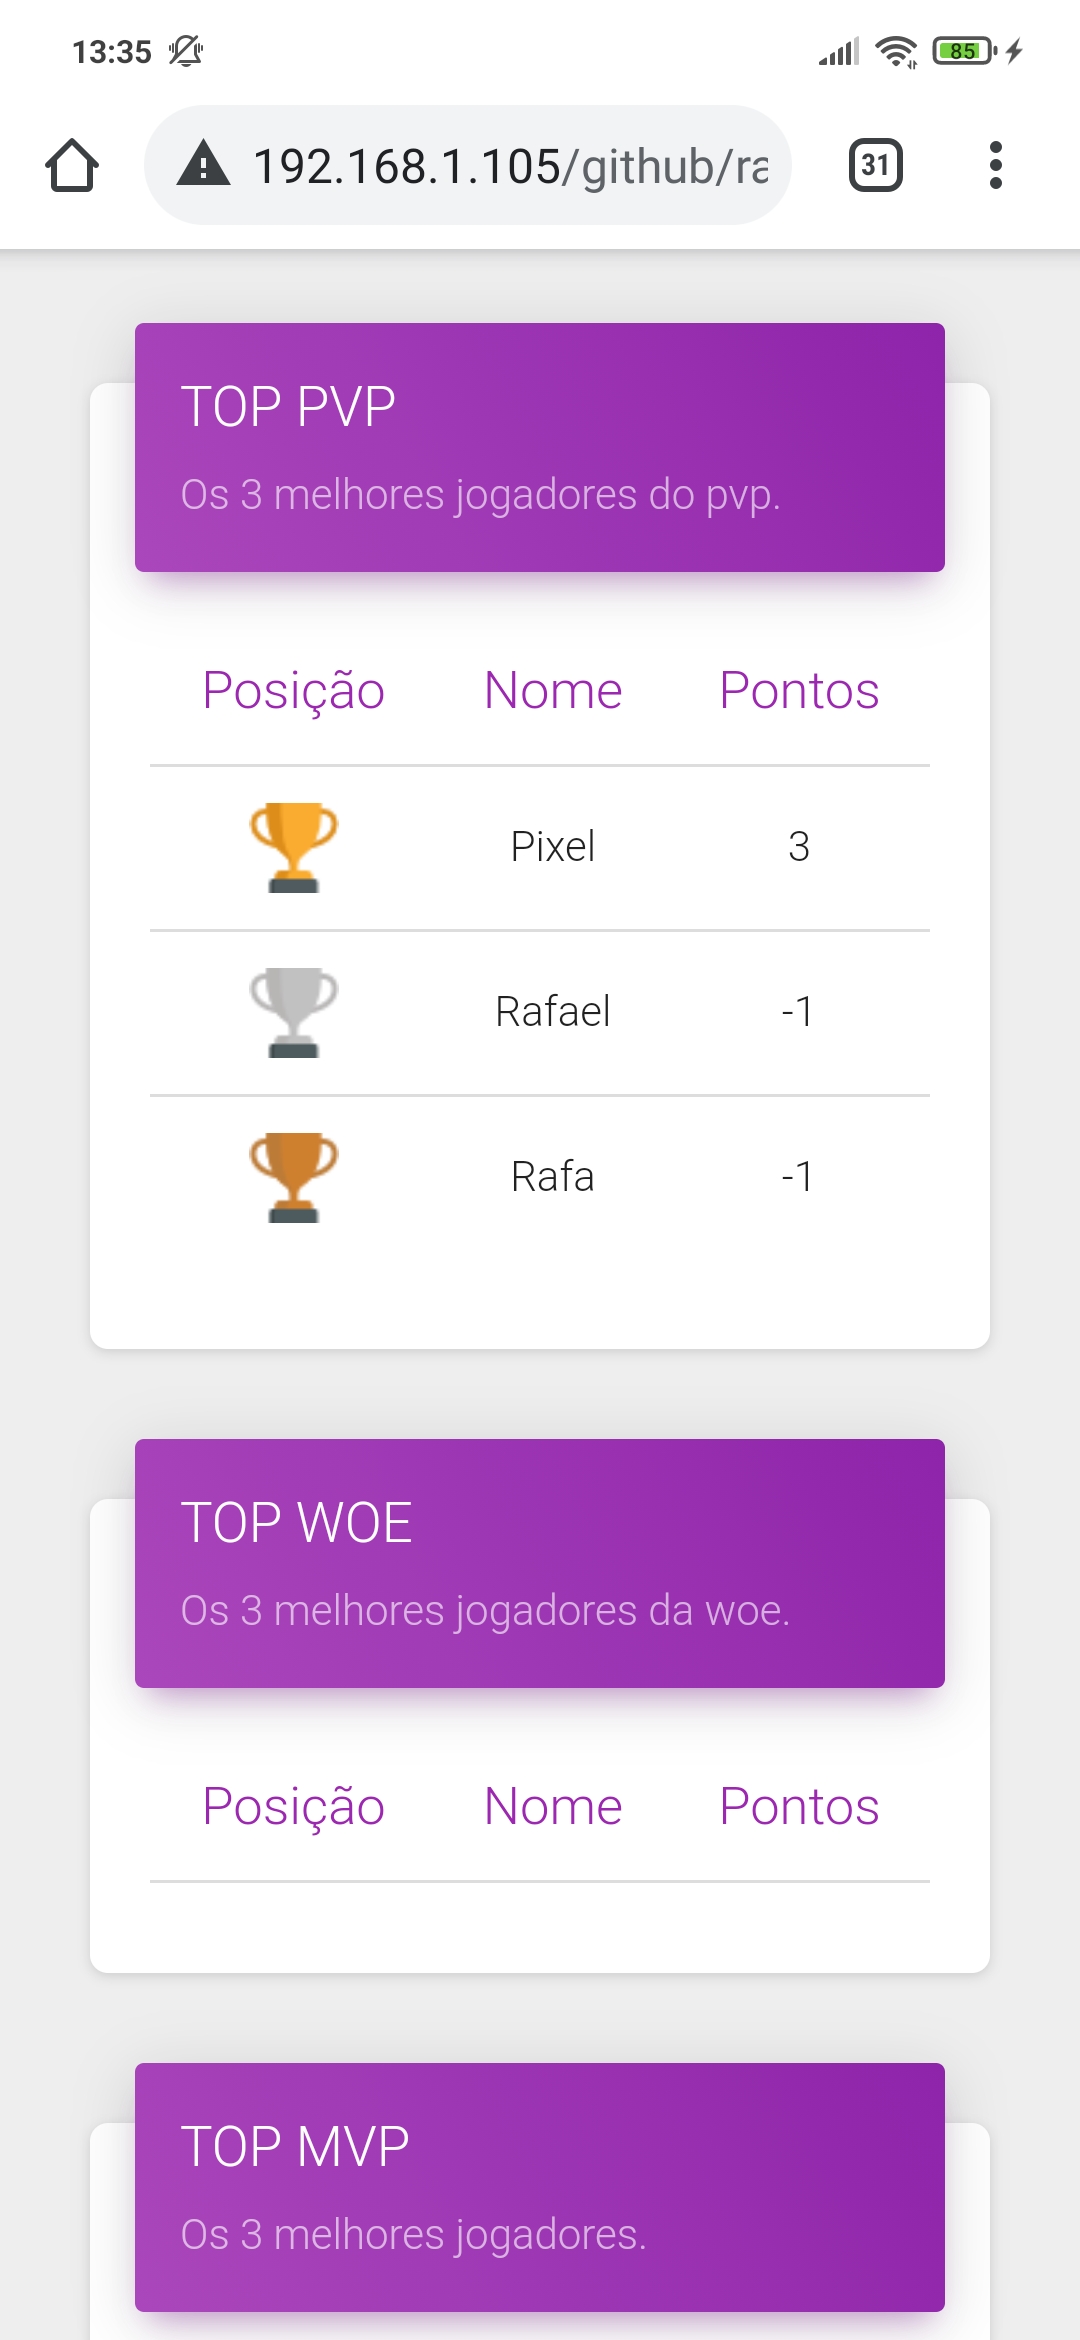 13:35
85
192.168.1.105/github/ra
31
TOP PVP
Os 3 melhores jogadores do pvp.
Posição Nome Pontos
Pixel 3
Rafael -1
Rafa -1
TOP WOE
Os 3 melhores jogadores da woe.
Posição Nome Pontos
TOP MVP
Os 3 melhores jogadores.